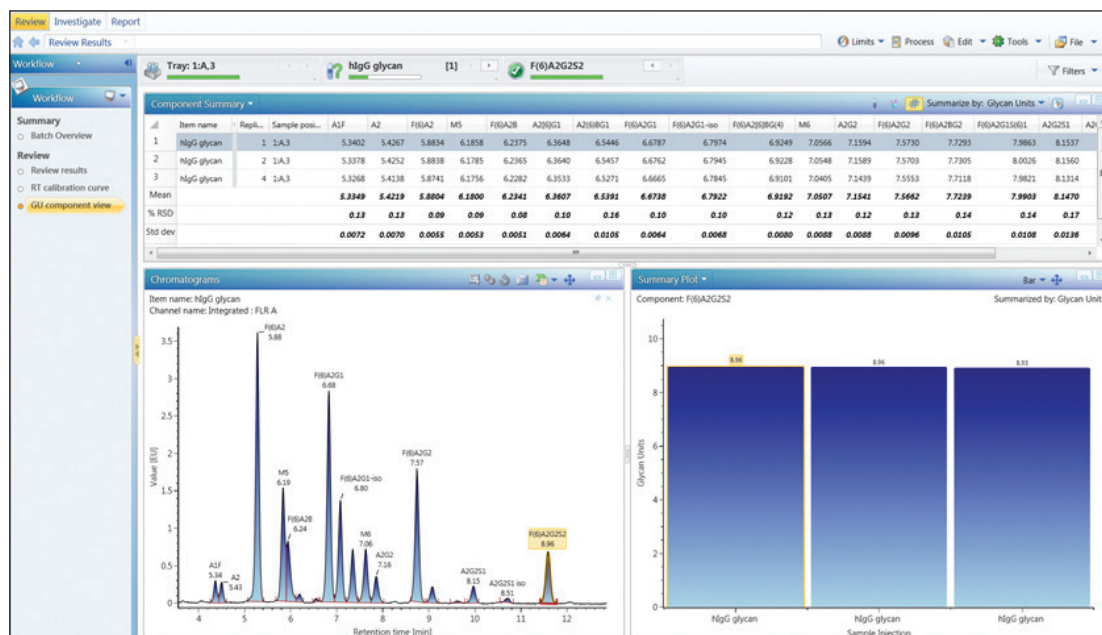 Review Investigate Report
Review Results Limits Process Edit Tools File
Workflow Tray: 1:A,3 hIgG glycan [1] F(6)A2G2S2 Filters
Workflow
Summary
Batch Overview
Review
Review results
RT calibration curve
GU component view
Component Summary Summarize by: Glycan Units
Item name Repli... Sample posi... A1F A2 F(6)A2 M5 F(6)A2B A2[6]G1 A2(6)BG1 F(6)A2G1 F(6)A2G1-iso F(6)A2[6]BG(4) M6 A2G2 F(6)A2G2 F(6)A2BG2 F(6)A2G1S(6)1 A2G2S1
1 hIgG glycan 1 1:A,3 5.3402 5.4267 5.8834 6.1858 6.2375 6.3648 6.5446 6.6787 6.7974 6.9249 7.0566 7.1594 7.5730 7.7293 7.9863 8.1537
2 hIgG glycan 2 1:A,3 5.3378 5.4252 5.8838 6.1785 6.2365 6.3640 6.5457 6.6762 6.7945 6.9228 7.0548 7.1589 7.5703 7.7305 8.0026 8.1560
3 hIgG glycan 4 1:A,3 5.3268 5.4138 5.8741 6.1756 6.2282 6.3533 6.5271 6.6665 6.7845 6.9101 7.0405 7.1439 7.5553 7.7118 7.9821 8.1314
Mean 5.3349 5.4219 5.8804 6.1800 6.2341 6.3607 6.5391 6.6738 6.7922 6.9192 7.0507 7.1541 7.5662 7.7239 7.9903 8.1470
% RSD 0.13 0.13 0.09 0.09 0.08 0.10 0.16 0.10 0.10 0.12 0.13 0.12 0.13 0.14 0.14 0.17
Std dev 0.0072 0.0070 0.0055 0.0053 0.0051 0.0064 0.0105 0.0064 0.0068 0.0080 0.0088 0.0088 0.0096 0.0105 0.0108 0.0136
Chromatograms
Item name: hIgG glycan
Channel name: Integrated : FLR A
F(6)A2
5.88
F(6)A2G1
6.68
F(6)A2G2
7.57
M5
6.19
F(6)A2G1-iso
6.80
F(6)A2B
6.24
M6
7.06
A2G2
7.16
F(6)A2G2S2
8.96
A1F
5.34
A2
5.43
A2G2S1
8.15
A2G2S1-iso
8.51
Value [EU]
3.5
3
2.5
2
1.5
1
0.5
0
4 5 6 7 8 9 10 11 12
Retention time [min]
Summary Plot Bar
Component: F(6)A2G2S2 Summarized by: Glycan Unit
Glycan Units
10
8
6
4
2
0
8.96 8.96 8.93
hIgG glycan hIgG glycan hIgG glycan
Sample Injection